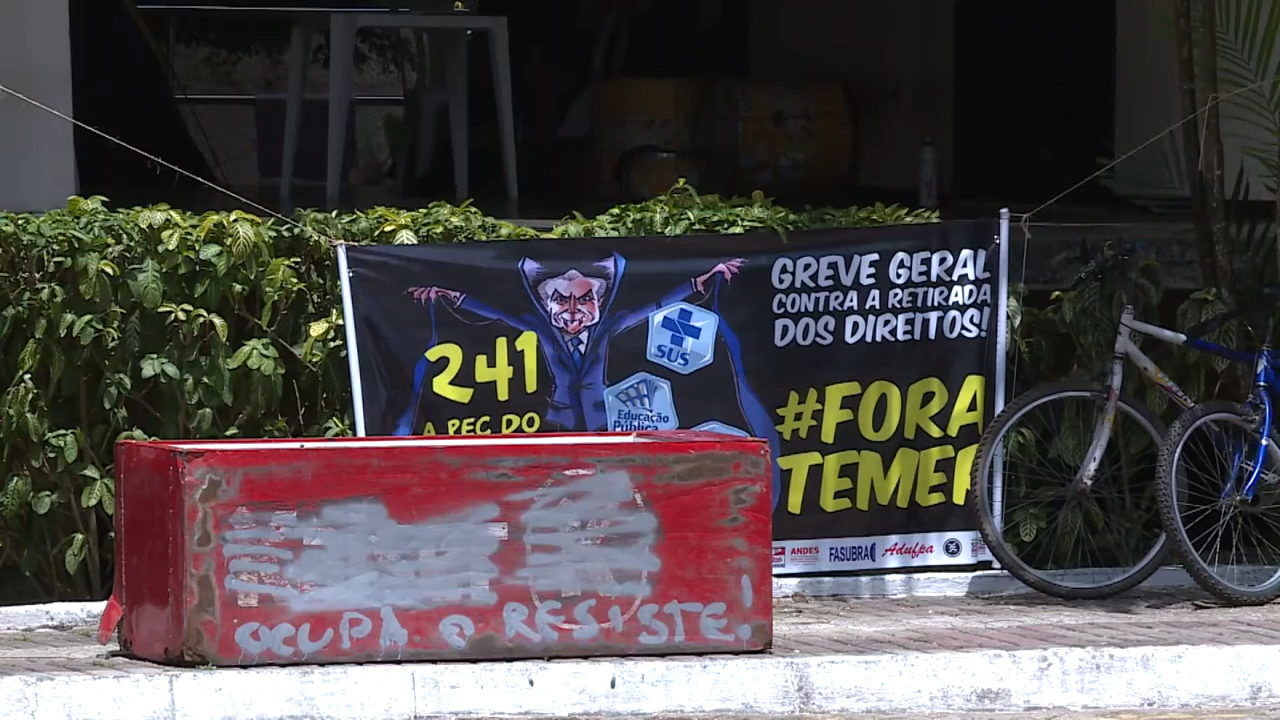 GREVE GERAL
CONTRA A RETIRADA
DOS DIREITOS!
241
A PEC DO
SUS
Educação
Pública
#FORA
TEMER
ANDES
FASUBRA
Adufpa
OCUPA e RESISTE!